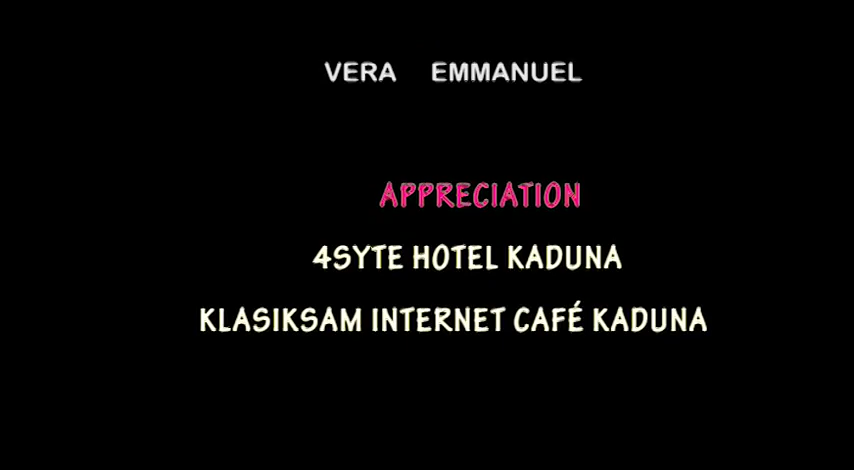 VERA EMMANUEL
APPRECIATION
4SYTE HOTEL KADUNA
KLASIKSAM INTERNET CAFÉ KADUNA